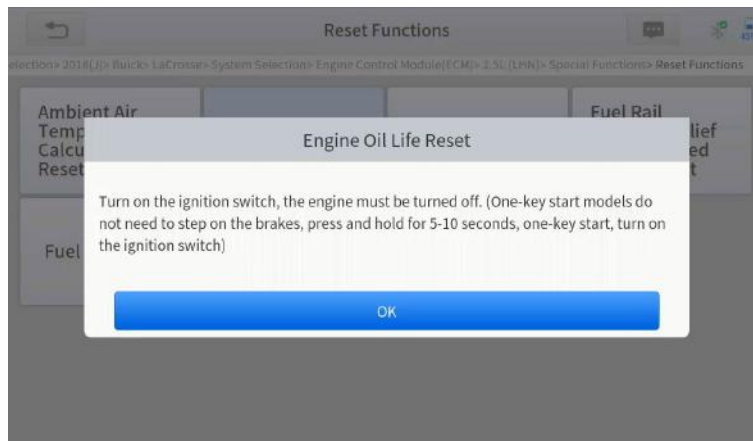 Reset Functions
election> 2018(J)> Buick> LaCrosse> System Selection> Engine Control Module(ECM)> 2.5L (LHN)> Special Functions> Reset Functions
Ambient Air
Temp
Calcu
Reset
Fuel Rail
lief
ed
t
Engine Oil Life Reset
Turn on the ignition switch, the engine must be turned off. (One-key start models do
not need to step on the brakes, press and hold for 5-10 seconds, one-key start, turn on
the ignition switch)
Fuel
OK